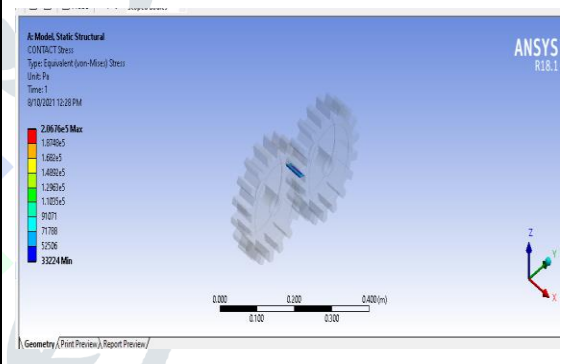 A: Model, Static Structural
CONTACT Stress
Type: Equivalent (von-Mises) Stress
Unit: Pa
Time: 1
8/10/2021 12:28 PM
2.0676e5 Max
1.8748e5
1.682e5
1.4892e5
1.2963e5
1.1035e5
91071
71788
52506
33224 Min
ANSYS
R18.1
Z
Y
X
0.000 0.200 0.400 (m)
0.100 0.300
Geometry Print Preview Report Preview